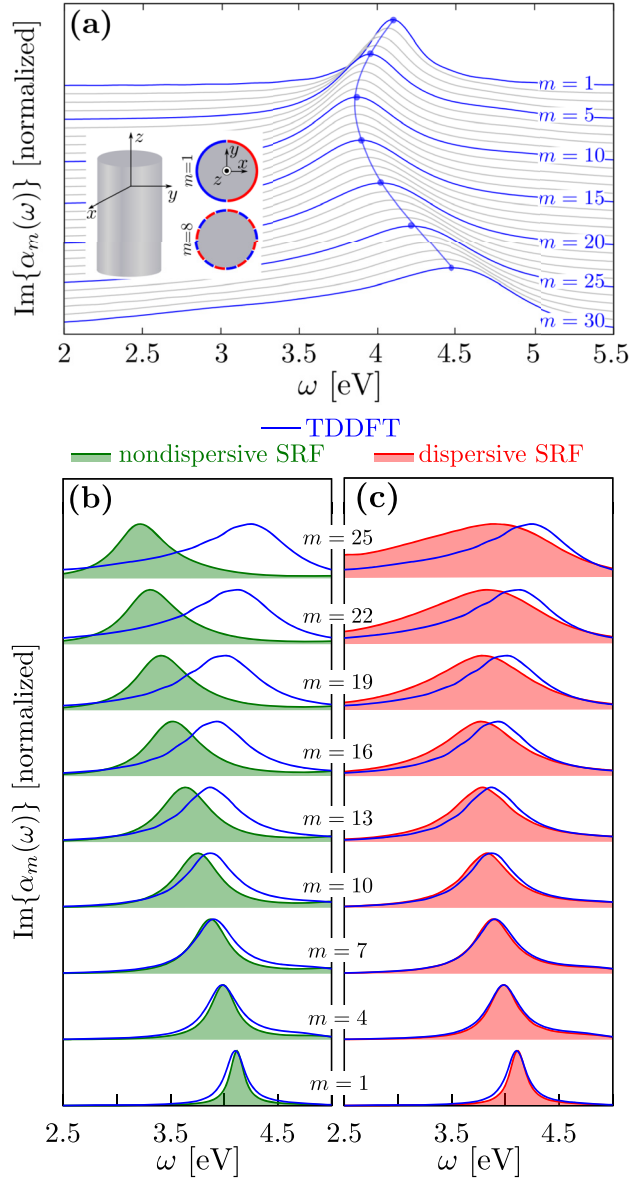 (a)
Im{αₘ(ω)} [normalized]
m = 1
m = 5
m = 10
m = 15
m = 20
m = 25
m = 30
z
y
x
m=1
y
x
z
m=8
2 2.5 3 3.5 4 4.5 5 5.5
ω [eV]
TDDFT
nondispersive SRF dispersive SRF
(b) (c)
Im{αₘ(ω)} [normalized]
m = 25
m = 22
m = 19
m = 16
m = 13
m = 10
m = 7
m = 4
m = 1
2.5 3.5 4.5 2.5 3.5 4.5
ω [eV] ω [eV]